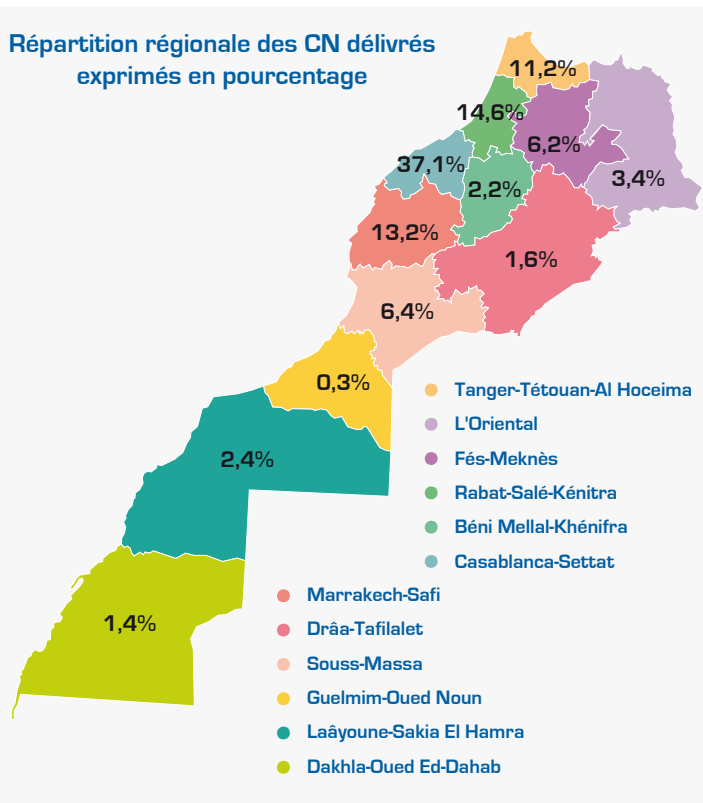 Répartition régionale des CN délivrés
exprimés en pourcentage
11,2%
14,6%
6,2%
37,1%
3,4%
2,2%
13,2%
1,6%
6,4%
0,3%
2,4%
1,4%
Tanger-Tétouan-Al Hoceima
L'Oriental
Fés-Meknès
Rabat-Salé-Kénitra
Béni Mellal-Khénifra
Casablanca-Settat
Marrakech-Safi
Drâa-Tafilalet
Souss-Massa
Guelmim-Oued Noun
Laâyoune-Sakia El Hamra
Dakhla-Oued Ed-Dahab